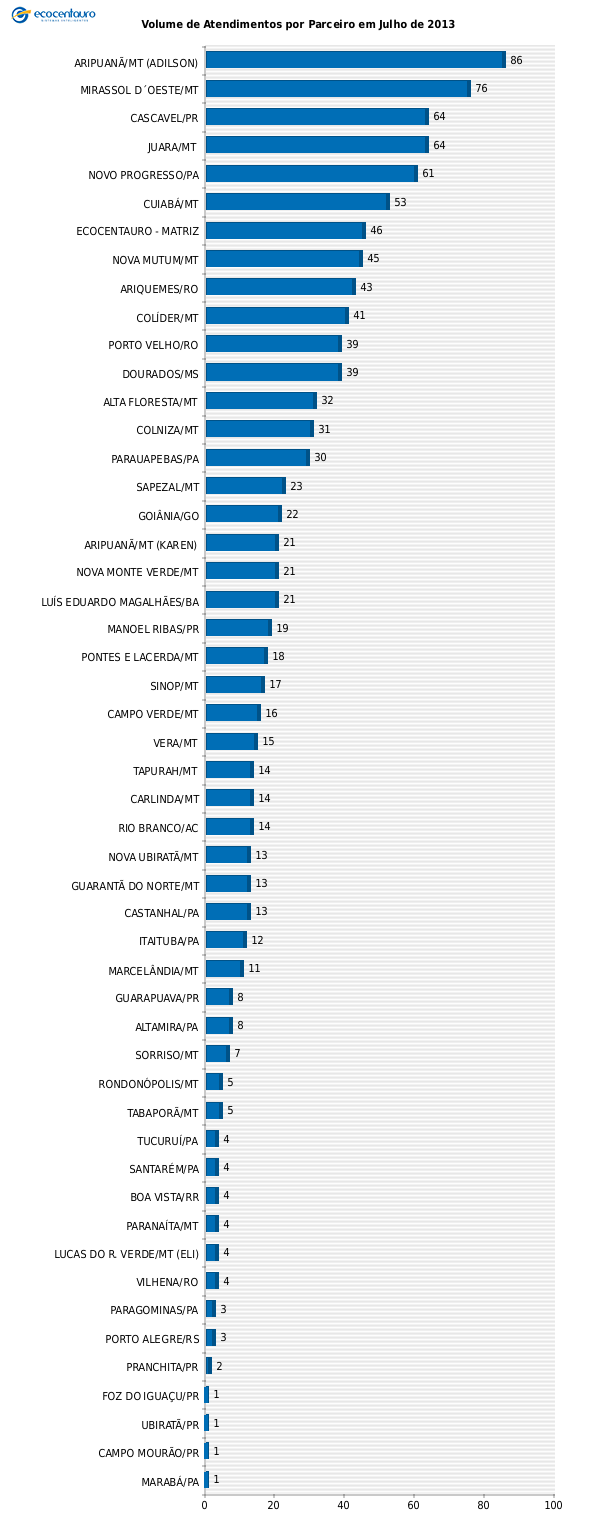 ecocentauro
Volume de Atendimentos por Parceiro em Julho de 2013
ARIPUANÃ/MT (ADILSON) 86
MIRASSOL D´OESTE/MT 76
CASCAVEL/PR 64
JUARA/MT 64
NOVO PROGRESSO/PA 61
CUIABÁ/MT 53
ECOCENTAURO - MATRIZ 46
NOVA MUTUM/MT 45
ARIQUEMES/RO 43
COLÍDER/MT 41
PORTO VELHO/RO 39
DOURADOS/MS 39
ALTA FLORESTA/MT 32
COLNIZA/MT 31
PARAUAPEBAS/PA 30
SAPEZAL/MT 23
GOIÂNIA/GO 22
ARIPUANÃ/MT (KAREN) 21
NOVA MONTE VERDE/MT 21
LUÍS EDUARDO MAGALHÃES/BA 21
MANOEL RIBAS/PR 19
PONTES E LACERDA/MT 18
SINOP/MT 17
CAMPO VERDE/MT 16
VERA/MT 15
TAPURAH/MT 14
CARLINDA/MT 14
RIO BRANCO/AC 14
NOVA UBIRATÃ/MT 13
GUARANTÃ DO NORTE/MT 13
CASTANHAL/PA 13
ITAITUBA/PA 12
MARCELÂNDIA/MT 11
GUARAPUAVA/PR 8
ALTAMIRA/PA 8
SORRISO/MT 7
RONDONÓPOLIS/MT 5
TABAPORÃ/MT 5
TUCURUÍ/PA 4
SANTARÉM/PA 4
BOA VISTA/RR 4
PARANAÍTA/MT 4
LUCAS DO R. VERDE/MT (ELI) 4
VILHENA/RO 4
PARAGOMINAS/PA 3
PORTO ALEGRE/RS 3
PRANCHITA/PR 2
FOZ DO IGUAÇU/PR 1
UBIRATÃ/PR 1
CAMPO MOURÃO/PR 1
MARABÁ/PA 1
0 20 40 60 80 100